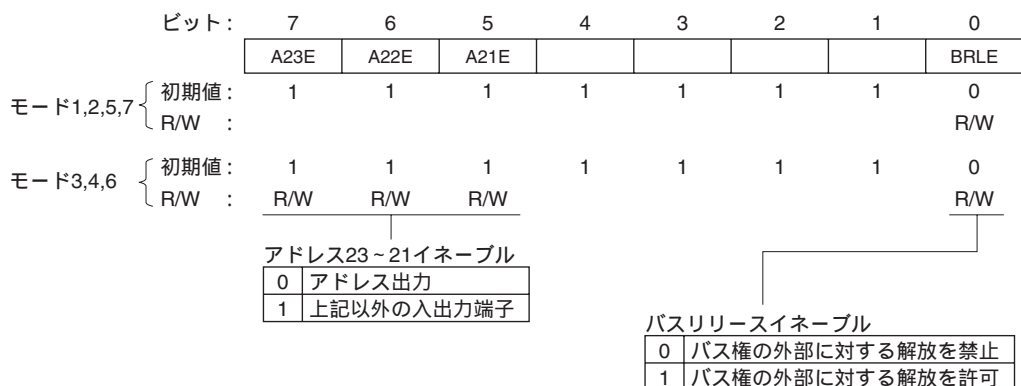 ビット: 7 6 5 4 3 2 1 0
A23E A22E A21E BRLE
モード1,2,5,7
初期値: 1 1 1 1 1 1 1 0
R/W : R/W
モード3,4,6
初期値: 1 1 1 1 1 1 1 0
R/W : R/W R/W R/W R/W
アドレス23~21イネーブル
0 アドレス出力
1 上記以外の入出力端子
バスリリースイネーブル
0 バス権の外部に対する解放を禁止
1 バス権の外部に対する解放を許可